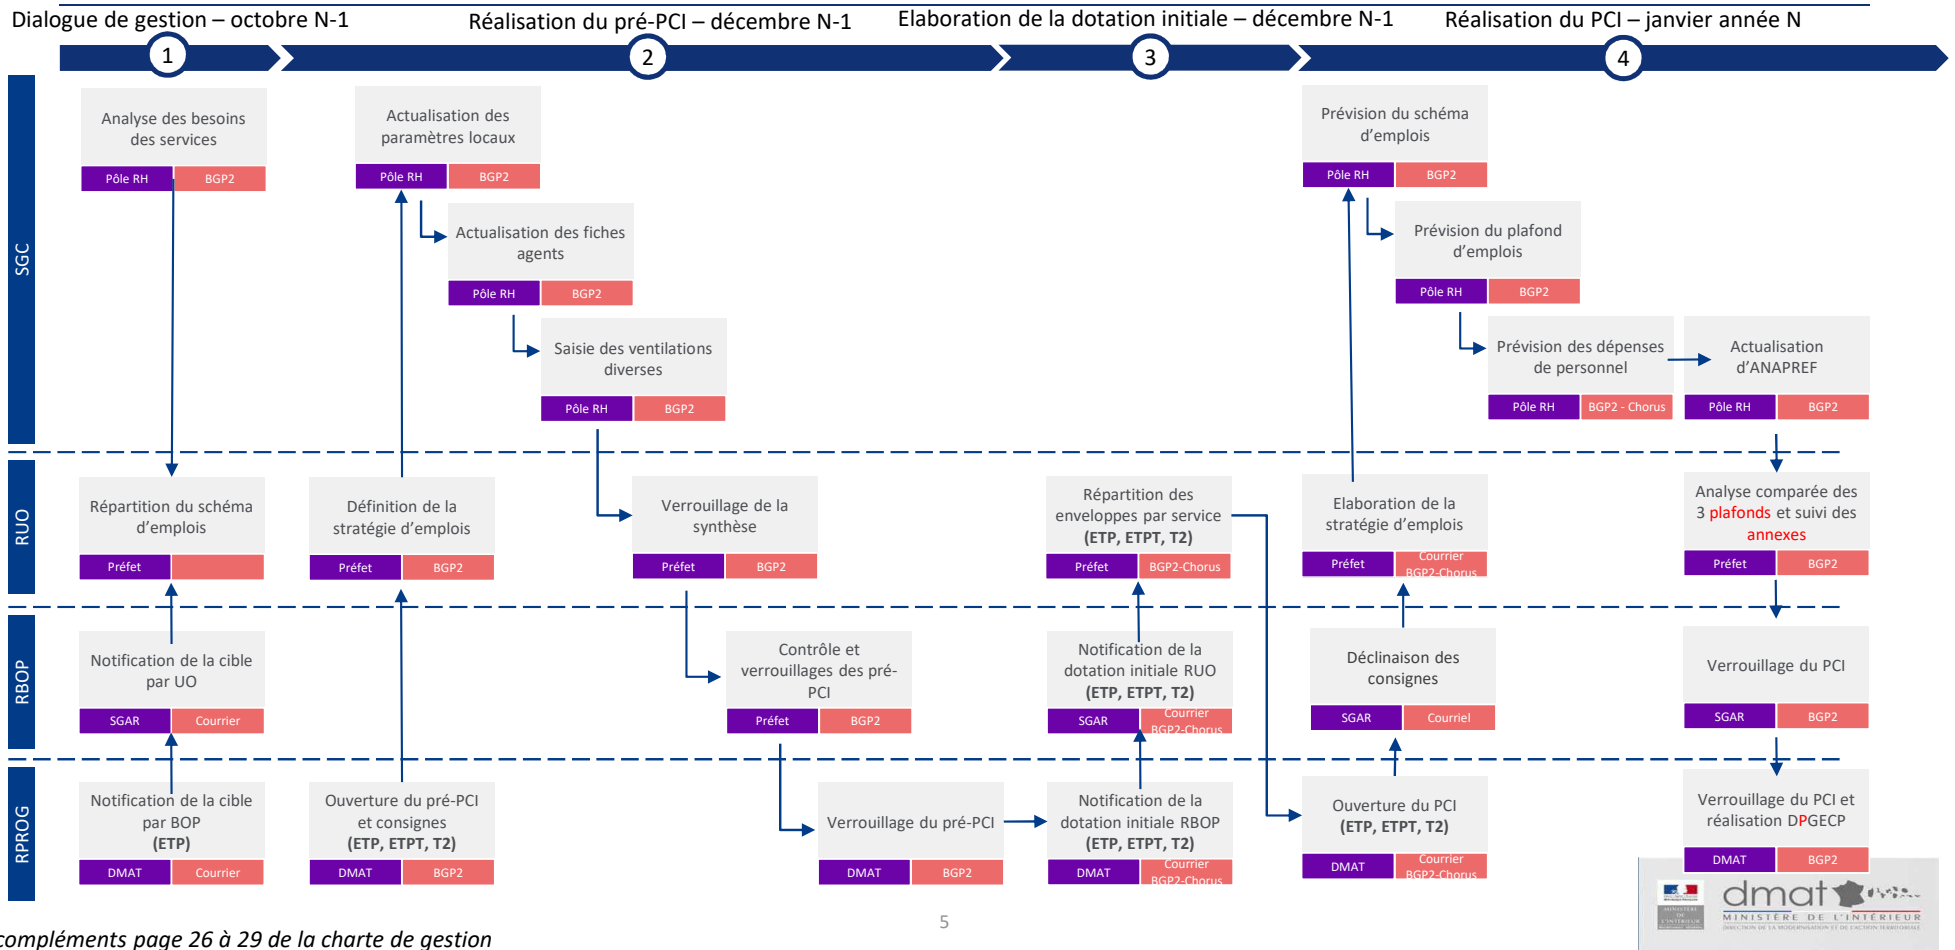 Dialogue de gestion – octobre N-1
Réalisation du pré-PCI – décembre N-1
Elaboration de la dotation initiale – décembre N-1
Réalisation du PCI – janvier année N
1
2
3
4
SGC
Analyse des besoins
des services
Pôle RH
BGP2
Actualisation des
paramètres locaux
Pôle RH
BGP2
Actualisation des fiches
agents
Pôle RH
BGP2
Saisie des ventilations
diverses
Pôle RH
BGP2
Prévision du schéma
d'emplois
Pôle RH
BGP2
Prévision du plafond
d'emplois
Pôle RH
BGP2
Prévision des dépenses
de personnel
Pôle RH
BGP2 - Chorus
Actualisation
d'ANAPREF
Pôle RH
BGP2
RUO
Répartition du schéma
d'emplois
Préfet
Définition de la
stratégie d'emplois
Préfet
BGP2
Verrouillage de la
synthèse
Préfet
BGP2
Répartition des
enveloppes par service
(ETP, ETPT, T2)
Préfet
BGP2-Chorus
Elaboration de la
stratégie d'emplois
Préfet
Courrier
BGP2-Chorus
Analyse comparée des
3 plafonds et suivi des
annexes
Préfet
BGP2
RBOP
Notification de la cible
par UO
SGAR
Courrier
Contrôle et
verrouillages des pré-
PCI
Préfet
BGP2
Notification de la
dotation initiale RUO
(ETP, ETPT, T2)
SGAR
Courrier
BGP2-Chorus
Déclinaison des
consignes
SGAR
Courriel
Verrouillage du PCI
SGAR
BGP2
RPROG
Notification de la cible
par BOP
(ETP)
DMAT
Courrier
Ouverture du pré-PCI
et consignes
(ETP, ETPT, T2)
DMAT
BGP2
Verrouillage du pré-PCI
DMAT
BGP2
Notification de la
dotation initiale RBOP
(ETP, ETPT, T2)
DMAT
Courrier
BGP2-Chorus
Ouverture du PCI
(ETP, ETPT, T2)
DMAT
Courrier
BGP2-Chorus
Verrouillage du PCI et
réalisation DPGECP
DMAT
BGP2
MINISTÈRE
DE
L'INTÉRIEUR
dmat
MINISTÈRE DE L'INTÉRIEUR
DIRECTION DE LA MODERNISATION ET DE L'ACTION TERRITORIALE
5
compléments page 26 à 29 de la charte de gestion